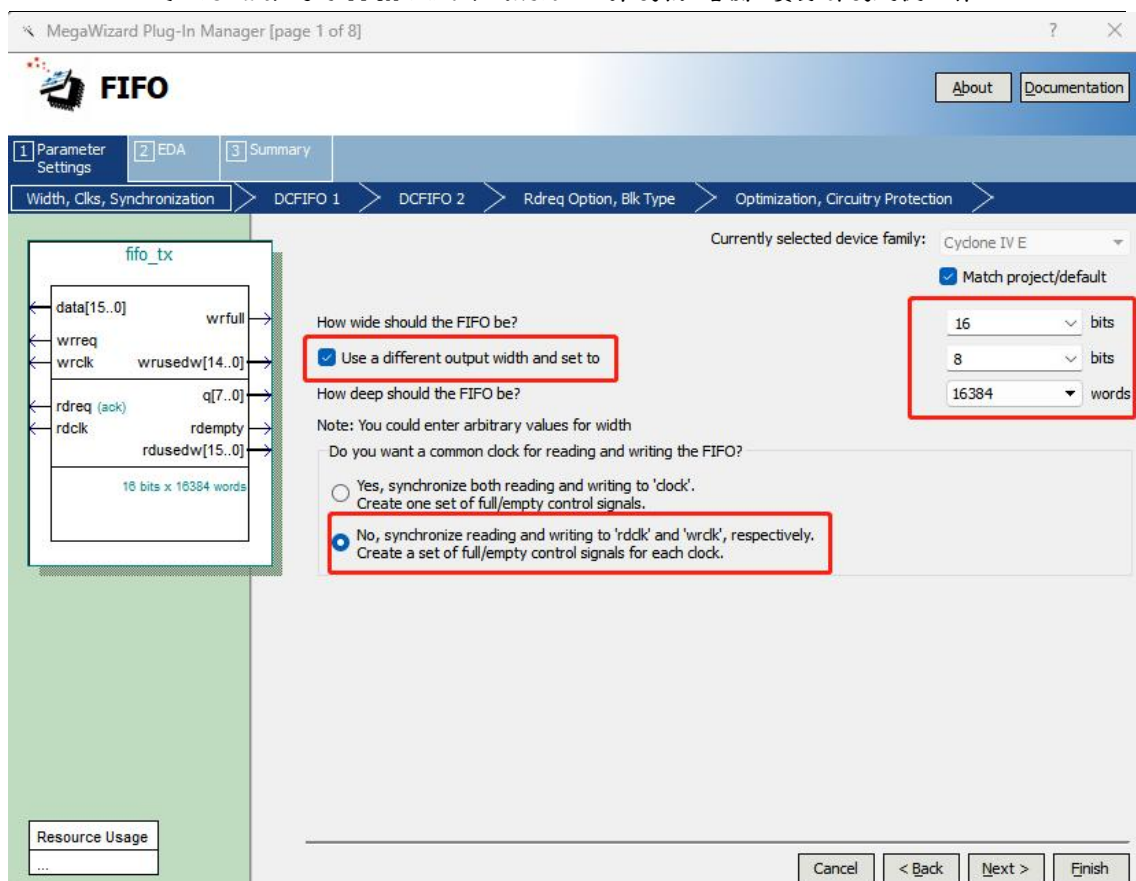 MegaWizard Plug-In Manager [page 1 of 8]
? ×
FIFO
About Documentation
1 Parameter Settings 2 EDA 3 Summary
Width, Clks, Synchronization DCFIFO 1 DCFIFO 2 Rdreq Option, Blk Type Optimization, Circuitry Protection
Currently selected device family: Cyclone IV E
Match project/default
fifo_tx
data[15..0]
wrfull
wrreq
wrclk wrusedw[14..0]
q[7..0]
rdreq (ack)
rdclk rdempty
rdusedw[15..0]
16 bits x 16384 words
How wide should the FIFO be? 16 bits
Use a different output width and set to 8 bits
How deep should the FIFO be? 16384 words
Note: You could enter arbitrary values for width
Do you want a common clock for reading and writing the FIFO?
Yes, synchronize both reading and writing to 'clock'.
Create one set of full/empty control signals.
No, synchronize reading and writing to 'rdclk' and 'wrclk', respectively.
Create a set of full/empty control signals for each clock.
Resource Usage
...
Cancel < Back Next > Finish